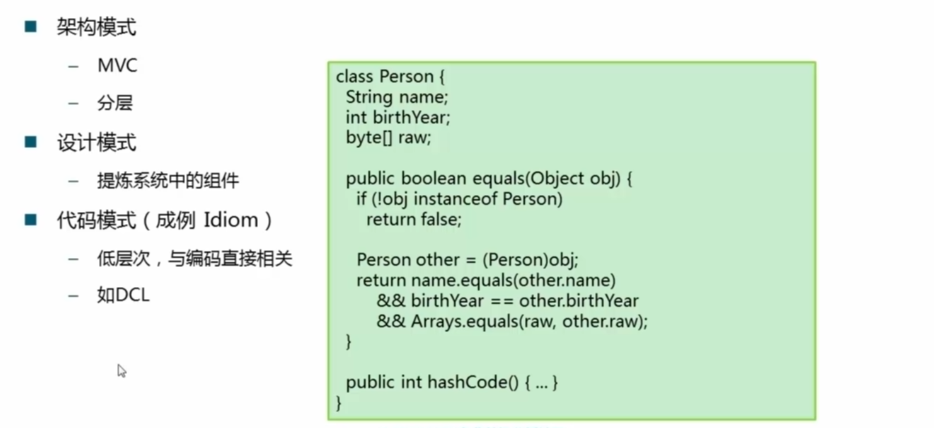 架构模式
– MVC
– 分层
设计模式
– 提炼系统中的组件
代码模式（成例 Idiom）
– 低层次，与编码直接相关
– 如DCL
class Person {
String name;
int birthYear;
byte[] raw;
public boolean equals(Object obj) {
if (!obj instanceof Person)
return false;
Person other = (Person)obj;
return name.equals(other.name)
&& birthYear == other.birthYear
&& Arrays.equals(raw, other.raw);
}
public int hashCode() { ... }
}